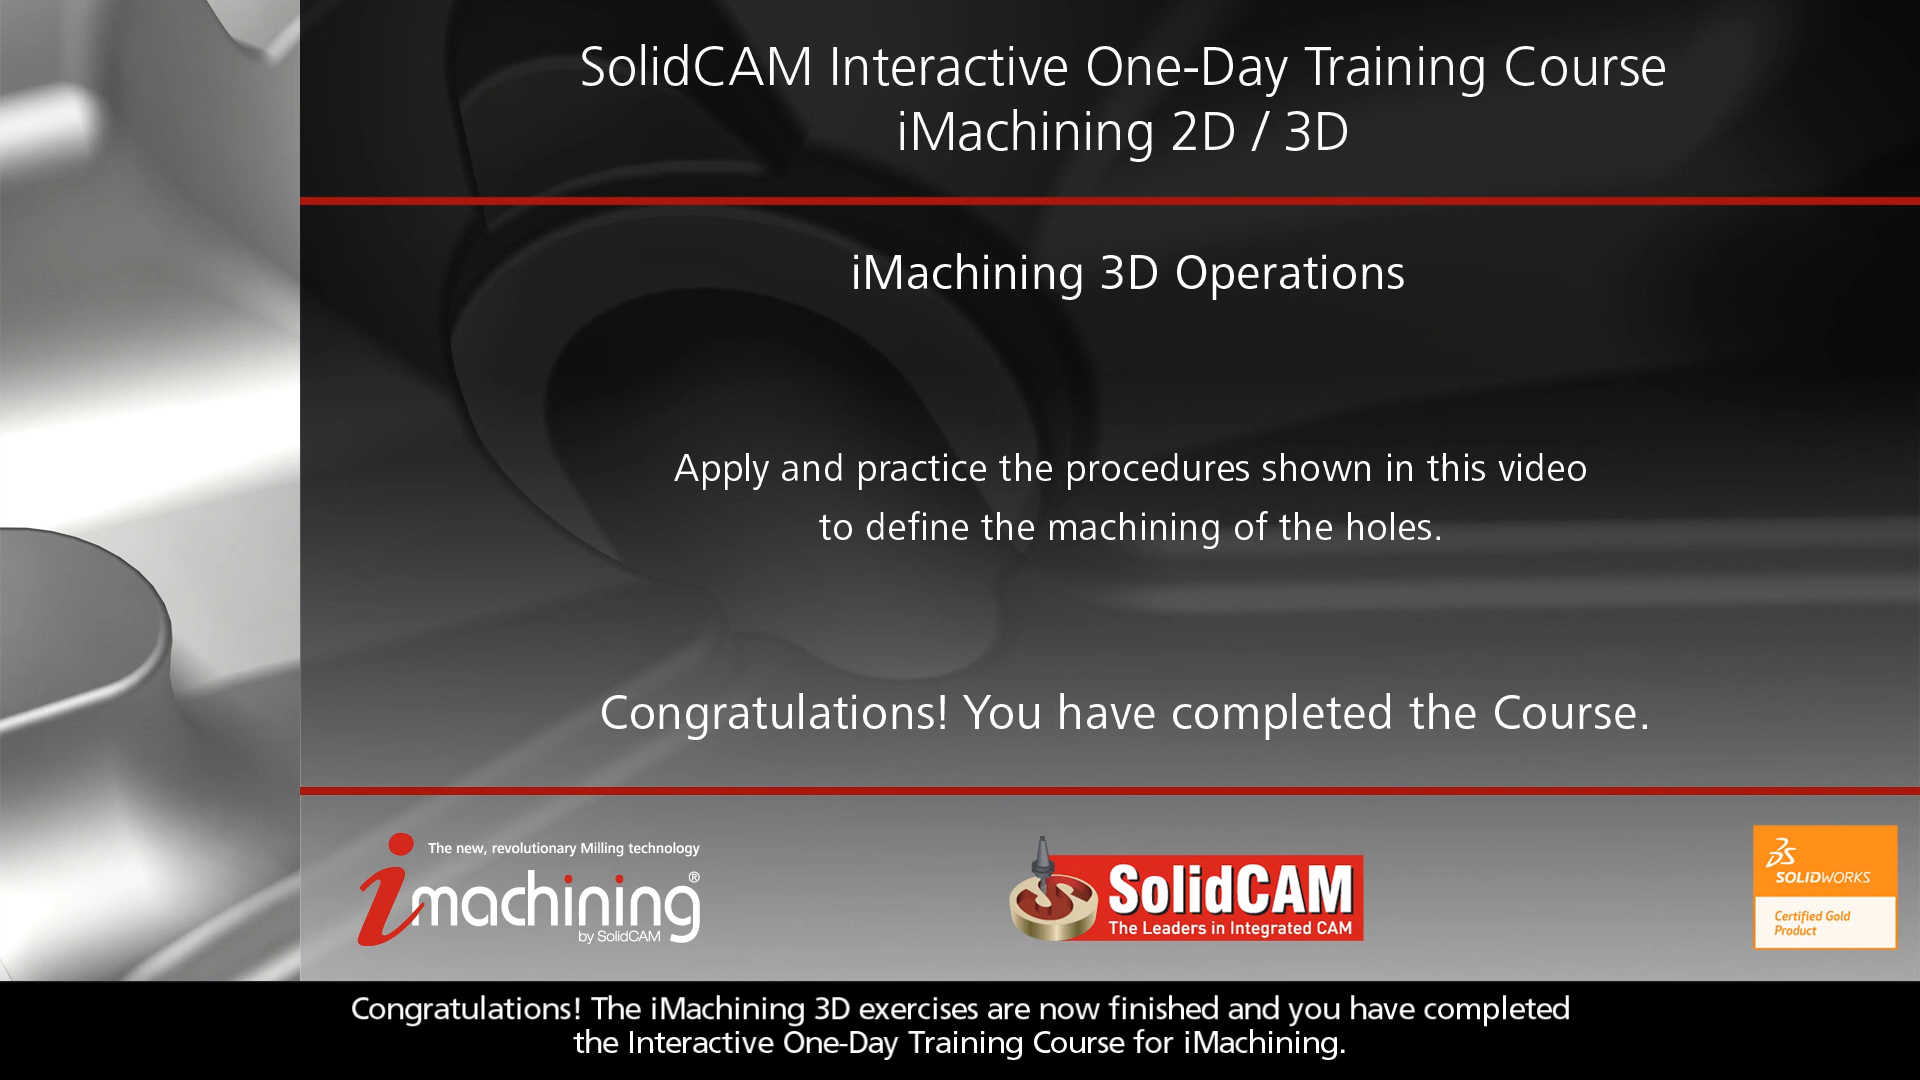 SolidCAM Interactive One-Day Training Course
iMachining 2D / 3D
iMachining 3D Operations
Apply and practice the procedures shown in this video
to define the machining of the holes.
Congratulations! You have completed the Course.
The new, revolutionary Milling technology
imachining®
by SolidCAM
SolidCAM
The Leaders in Integrated CAM
SOLIDWORKS
Certified Gold
Product
Congratulations! The iMachining 3D exercises are now finished and you have completed
the Interactive One-Day Training Course for iMachining.